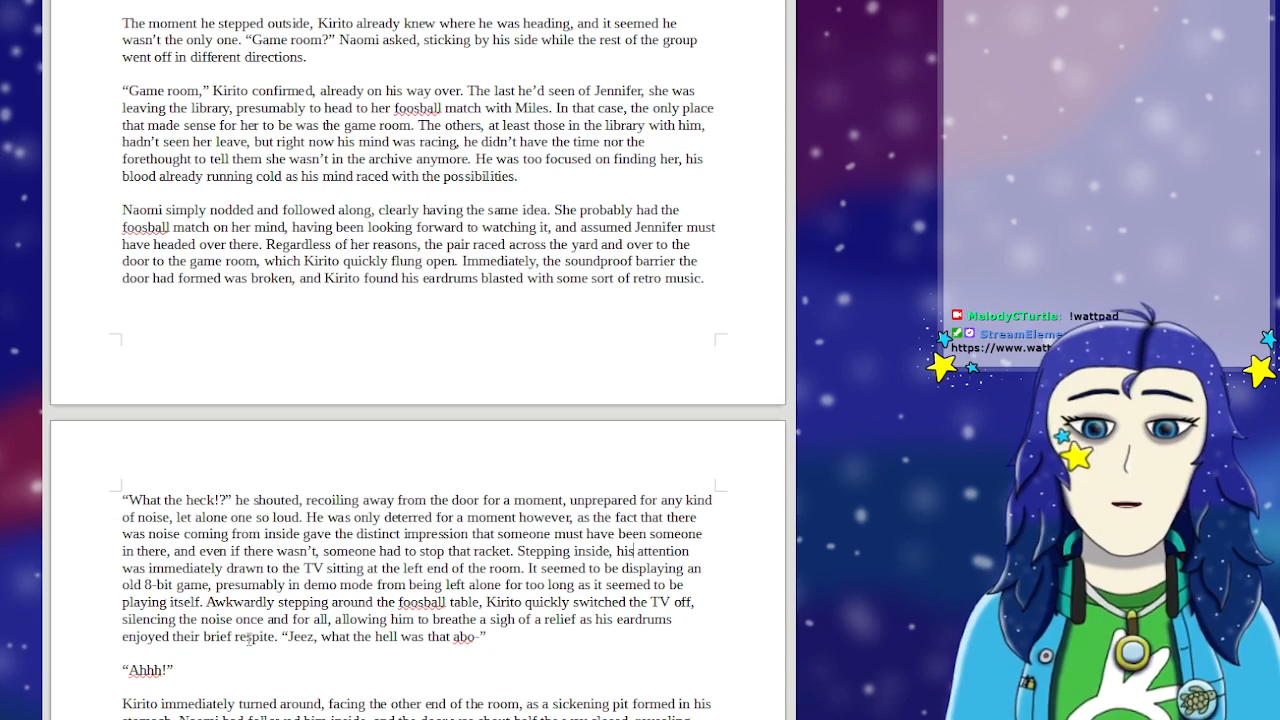 The moment he stepped outside, Kirito already knew where he was heading, and it seemed he
wasn’t the only one. “Game room?” Naomi asked, sticking by his side while the rest of the group
went off in different directions.
“Game room,” Kirito confirmed, already on his way over. The last he’d seen of Jennifer, she was
leaving the library, presumably to head to her foosball match with Miles. In that case, the only place
that made sense for her to be was the game room. The others, at least those in the library with him,
hadn’t seen her leave, but right now his mind was racing, he didn’t have the time nor the
forethought to tell them she wasn’t in the archive anymore. He was too focused on finding her, his
blood already running cold as his mind raced with the possibilities.
Naomi simply nodded and followed along, clearly having the same idea. She probably had the
foosball match on her mind, having been looking forward to watching it, and assumed Jennifer must
have headed over there. Regardless of her reasons, the pair raced across the yard and over to the
door to the game room, which Kirito quickly flung open. Immediately, the soundproof barrier the
door had formed was broken, and Kirito found his eardrums blasted with some sort of retro music.
“What the heck!?” he shouted, recoiling away from the door for a moment, unprepared for any kind
of noise, let alone one so loud. He was only deterred for a moment however, as the fact that there
was noise coming from inside gave the distinct impression that someone must have been someone
in there, and even if there wasn’t, someone had to stop that racket. Stepping inside, his attention
was immediately drawn to the TV sitting at the left end of the room. It seemed to be displaying an
old 8-bit game, presumably in demo mode from being left alone for too long as it seemed to be
playing itself. Awkwardly stepping around the foosball table, Kirito quickly switched the TV off,
silencing the noise once and for all, allowing him to breathe a sigh of a relief as his eardrums
enjoyed their brief respite. “Jeez, what the hell was that abo-”
“Ahhh!”
Kirito immediately turned around, facing the other end of the room, as a sickening pit formed in his
MelodyCTurtle: !wattpad
StreamEleme
https://www.watt